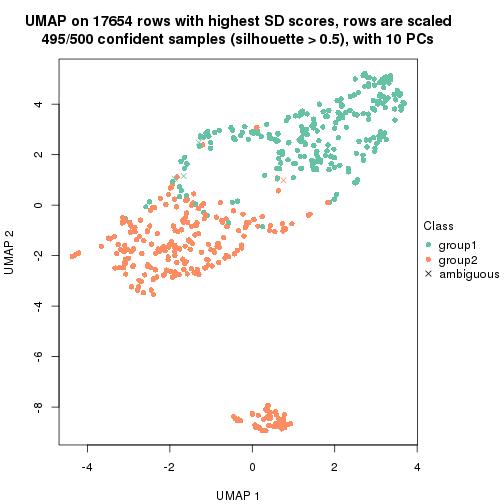 UMAP on 17654 rows with highest SD scores, rows are scaled
495/500 confident samples (silhouette > 0.5), with 10 PCs
4
2
0
-2
-4
-6
-8
UMAP 2
-4
-2
0
2
4
UMAP 1
Class
group1
group2
ambiguous